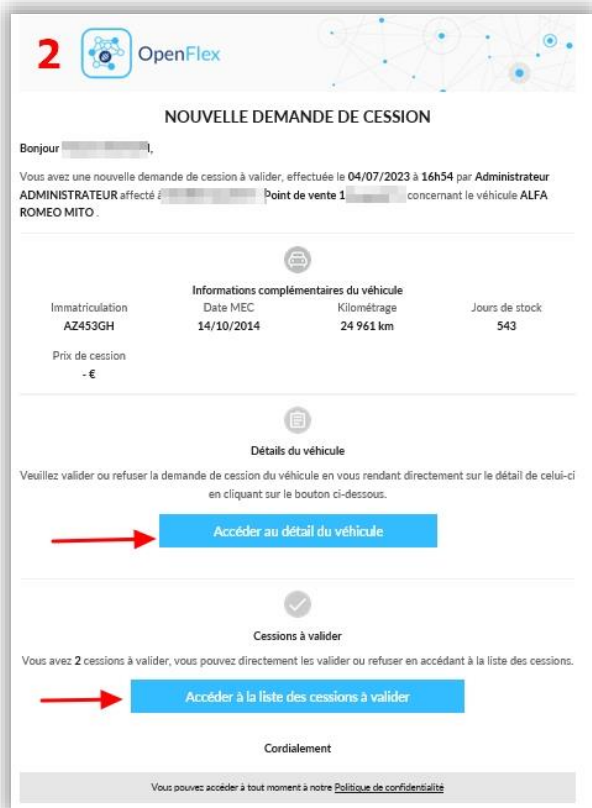 2
OpenFlex
NOUVELLE DEMANDE DE CESSION
Bonjour
Vous avez une nouvelle demande de cession à valider, effectuée le 04/07/2023 à 16h54 par Administrateur
ADMINISTRATEUR affecté à Point de vente 1 concernant le véhicule ALFA
ROMEO MITO .
Informations complémentaires du véhicule
Immatriculation Date MEC Kilométrage Jours de stock
AZ453GH 14/10/2014 24 961 km 543
Prix de cession
- €
Détails du véhicule
Veuillez valider ou refuser la demande de cession du véhicule en vous rendant directement sur le détail de celui-ci
en cliquant sur le bouton ci-dessous.
Accéder au détail du véhicule
Cessions à valider
Vous avez 2 cessions à valider, vous pouvez directement les valider ou refuser en accédant à la liste des cessions.
Accéder à la liste des cessions à valider
Cordialement
Vous pouvez accéder à tout moment à notre Politique de confidentialité